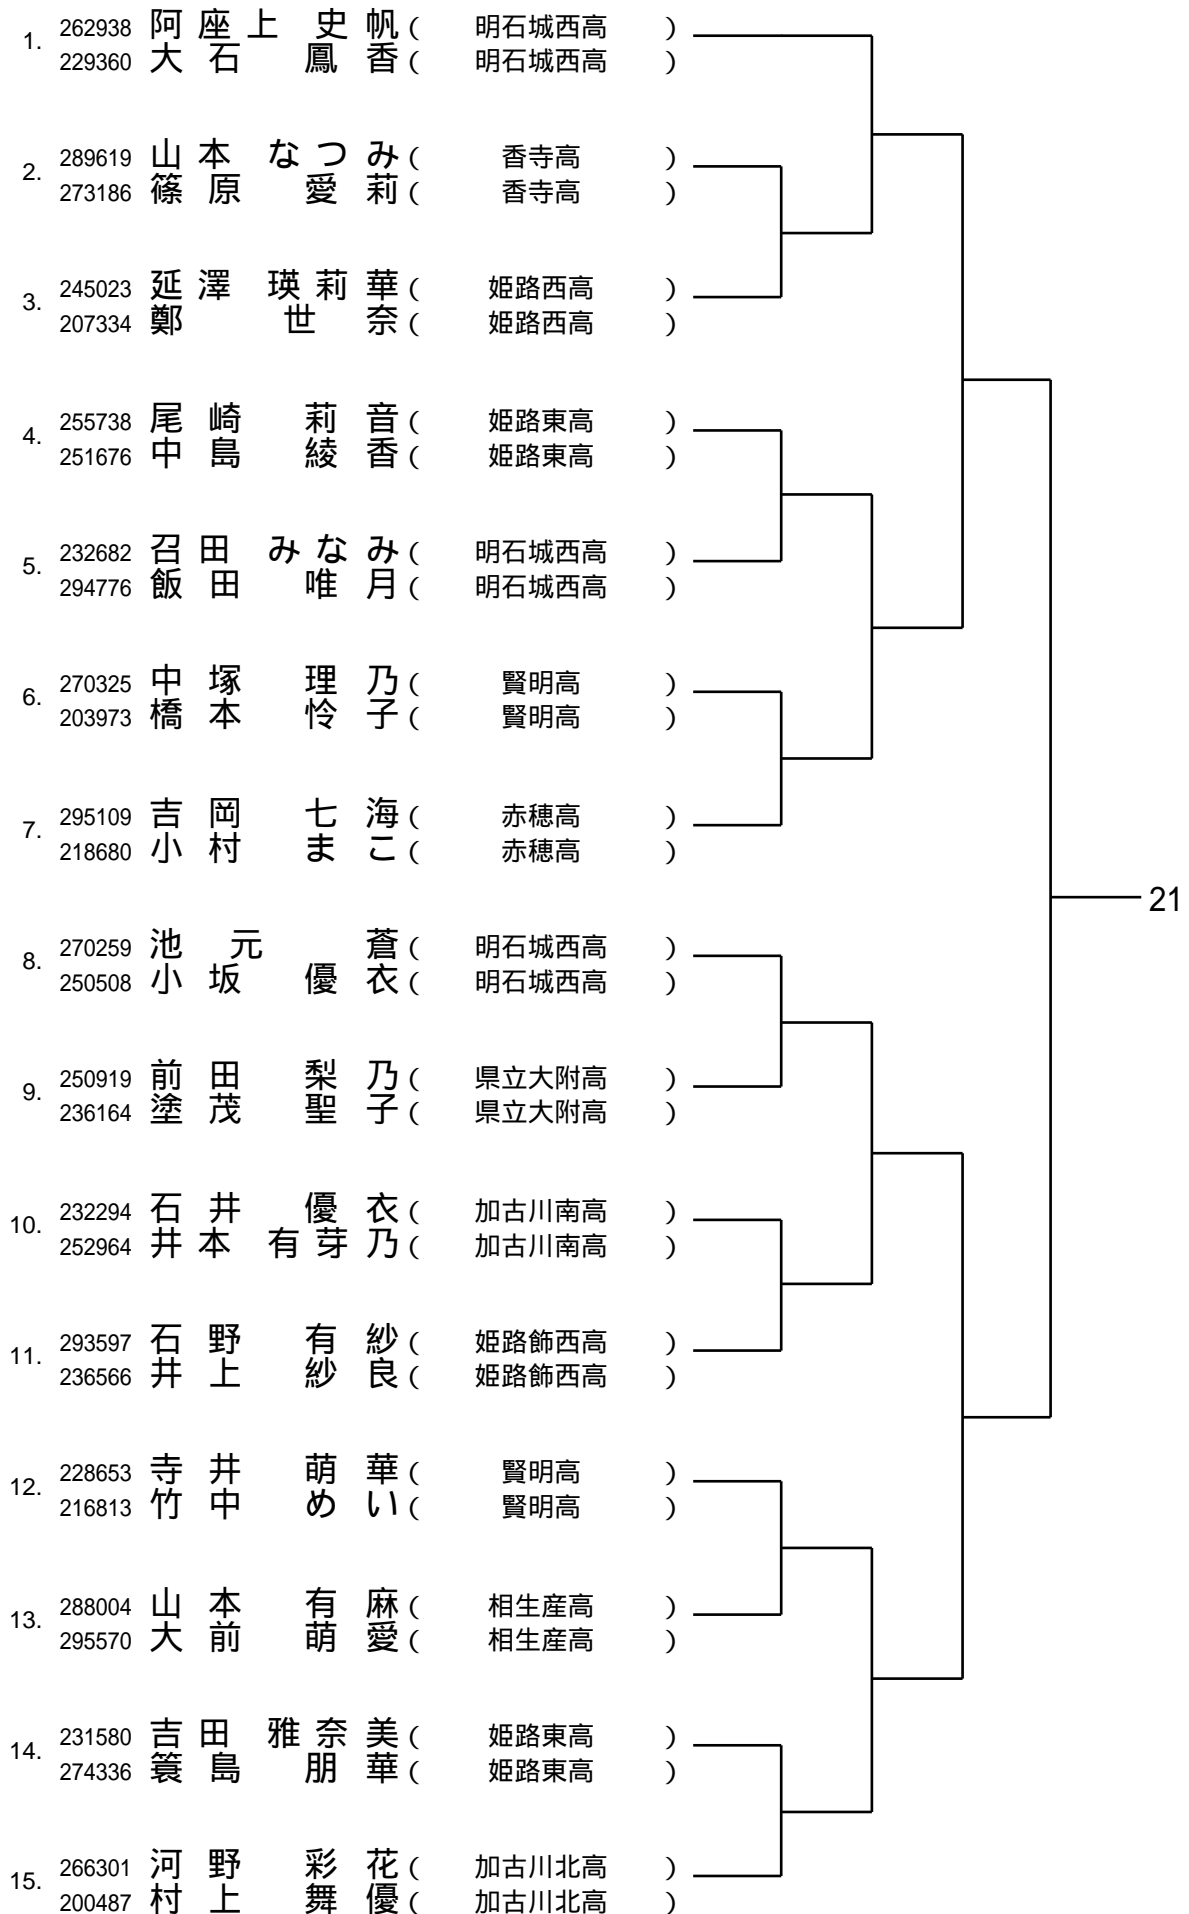 1. 262938 阿座上 史帆 ( 明石城西高 )
229360 大石 鳳香 ( 明石城西高 )
2. 289619 山本 なつみ ( 香寺高 )
273186 篠原 愛莉 ( 香寺高 )
3. 245023 延澤 瑛莉華 ( 姫路西高 )
207334 鄭 世奈 ( 姫路西高 )
4. 255738 尾崎 莉音 ( 姫路東高 )
251676 中島 綾香 ( 姫路東高 )
5. 232682 召田 みなみ ( 明石城西高 )
294776 飯田 唯月 ( 明石城西高 )
6. 270325 中塚 理乃 ( 賢明高 )
203973 橋本 怜子 ( 賢明高 )
7. 295109 吉岡 七海 ( 赤穂高 )
218680 小村 まこ ( 赤穂高 )
21
8. 270259 池元 蒼 ( 明石城西高 )
250508 小坂 優衣 ( 明石城西高 )
9. 250919 前田 梨乃 ( 県立大附高 )
236164 塗茂 聖子 ( 県立大附高 )
10. 232294 石井 優衣 ( 加古川南高 )
252964 井本 有芽乃 ( 加古川南高 )
11. 293597 石野 有紗 ( 姫路飾西高 )
236566 井上 紗良 ( 姫路飾西高 )
12. 228653 寺井 萌華 ( 賢明高 )
216813 竹中 めい ( 賢明高 )
13. 288004 山本 有麻 ( 相生産高 )
295570 大前 萌愛 ( 相生産高 )
14. 231580 吉田 雅奈美 ( 姫路東高 )
274336 簑島 朋華 ( 姫路東高 )
15. 266301 河野 彩花 ( 加古川北高 )
200487 村上 舞優 ( 加古川北高 )